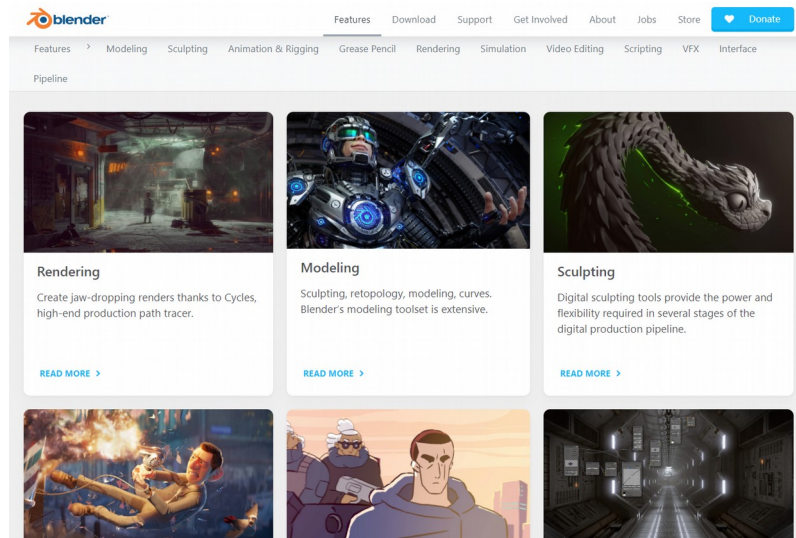 blender
Features Download Support Get Involved About Jobs Store Donate
Features > Modeling Sculpting Animation & Rigging Grease Pencil Rendering Simulation Video Editing Scripting VFX Interface
Pipeline
Rendering
Create jaw-dropping renders thanks to Cycles,
high-end production path tracer.
READ MORE >
Modeling
Sculpting, retopology, modeling, curves.
Blender's modeling toolset is extensive.
READ MORE >
Sculpting
Digital sculpting tools provide the power and
flexibility required in several stages of the
digital production pipeline.
READ MORE >